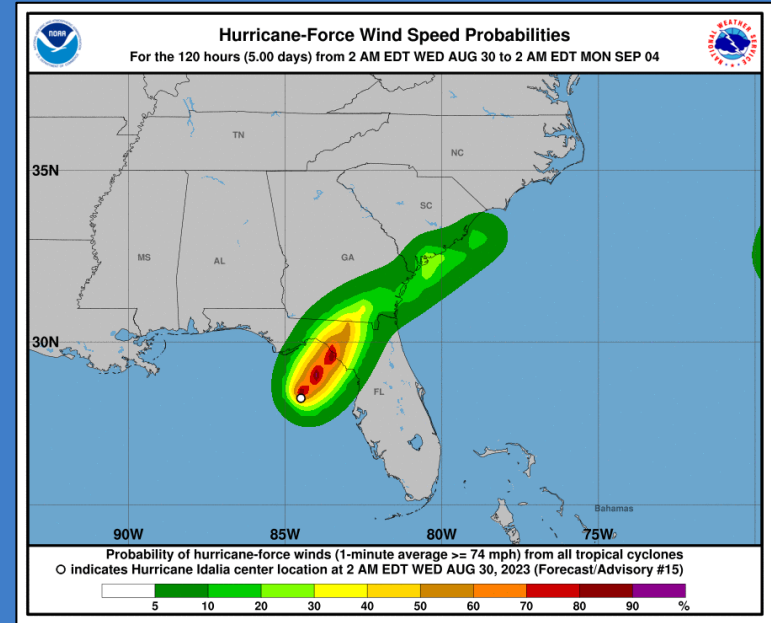 Hurricane-Force Wind Speed Probabilities
For the 120 hours (5.00 days) from 2 AM EDT WED AUG 30 to 2 AM EDT MON SEP 04
NOAA
NATIONAL WEATHER SERVICE
TN
NC
35N
SC
MS
AL
GA
30N
FL
Bahamas
90W
85W
80W
75W
Probability of hurricane-force winds (1-minute average >= 74 mph) from all tropical cyclones
O indicates Hurricane Idalia center location at 2 AM EDT WED AUG 30, 2023 (Forecast/Advisory #15)
5 10 20 30 40 50 60 70 80 90 %